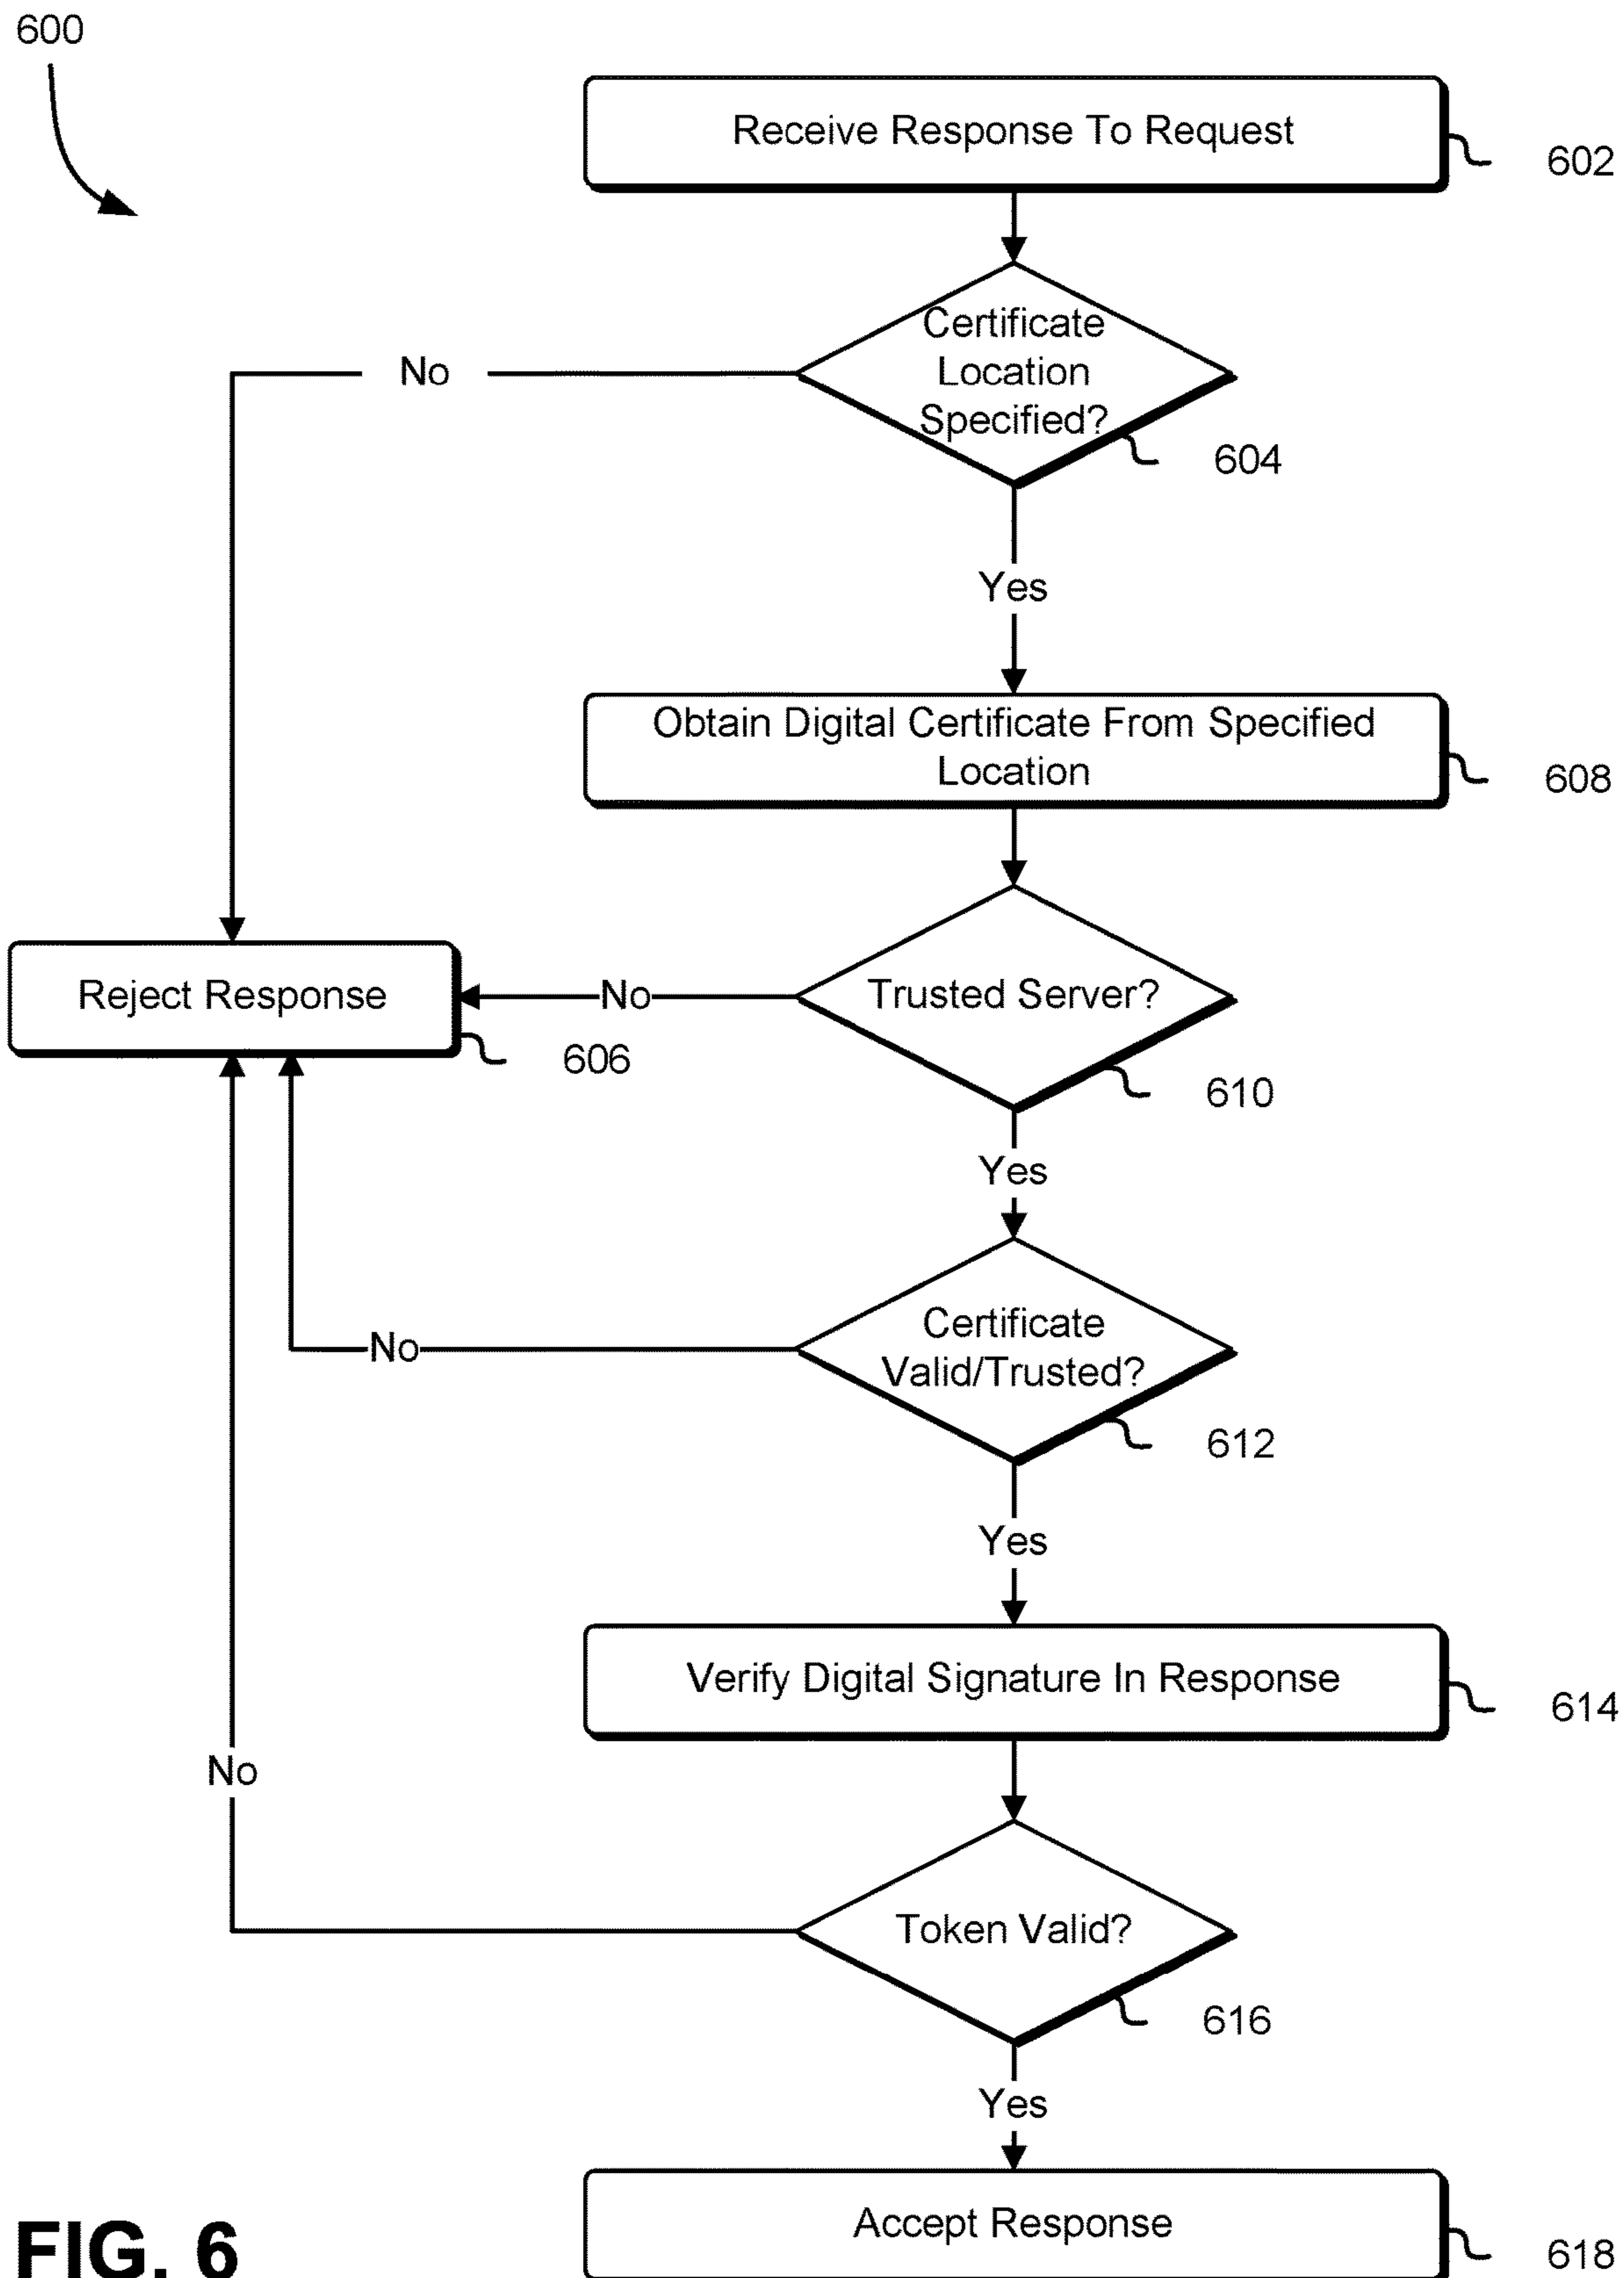 600
Receive Response To Request
602
Certificate
Location
Specified?
604
No
Yes
Obtain Digital Certificate From Specified
Location
608
Reject Response
606
No
Trusted Server?
610
Yes
Certificate
Valid/Trusted?
612
No
Yes
Verify Digital Signature In Response
614
No
Token Valid?
616
Yes
Accept Response
618
FIG. 6